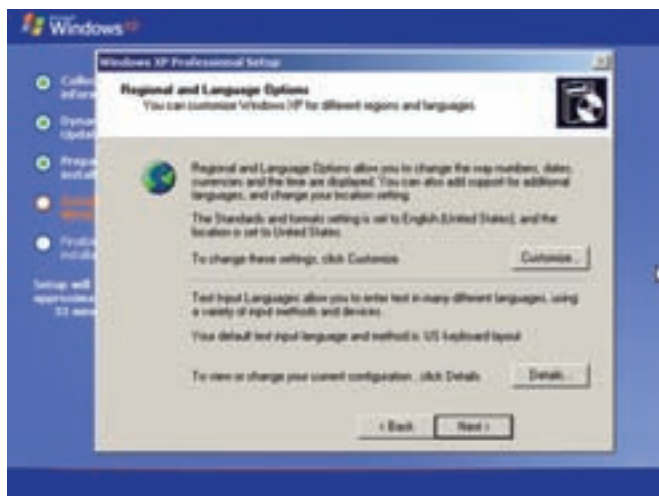 Windows xp
Windows XP Professional Setup
Regional and Language Options
You can customize Windows XP for different regions and languages.
Regional and Language Options allow you to change the way numbers, dates,
currencies and the time are displayed. You can also add support for additional
languages, and change your location setting.
The Standards and formats setting is set to English (United States), and the
location is set to United States.
To change these settings, click Customize.
Customize...
Text Input Languages allow you to enter text in many different languages, using
a variety of input methods and devices.
Your default text input language and method is: US keyboard layout
To view or change your current configuration, click Details.
Details...
< Back
Next >
Setup will